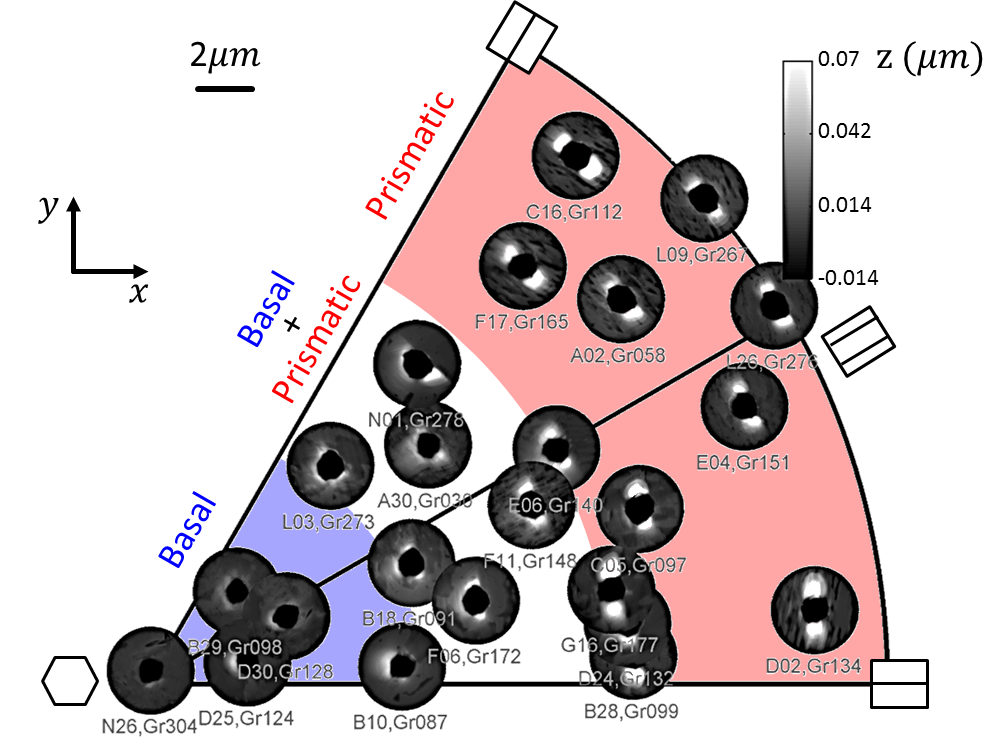 2μm
0.07 z (μm)
0.042
0.014
-0.014
y
x
Prismatic
Basal
+
Prismatic
Basal
C16,Gr112
L09,Gr267
F17,Gr165
A02,Gr058
L26,Gr276
N01,Gr278
E04,Gr151
A30,Gr030
E06,Gr140
L03,Gr273
F11,Gr148
C05,Gr097
B18,Gr091
B29,Gr098
G16,Gr177
F06,Gr172
D30,Gr128
D02,Gr134
D24,Gr132
N26,Gr304
D25,Gr124
B10,Gr087
B28,Gr099